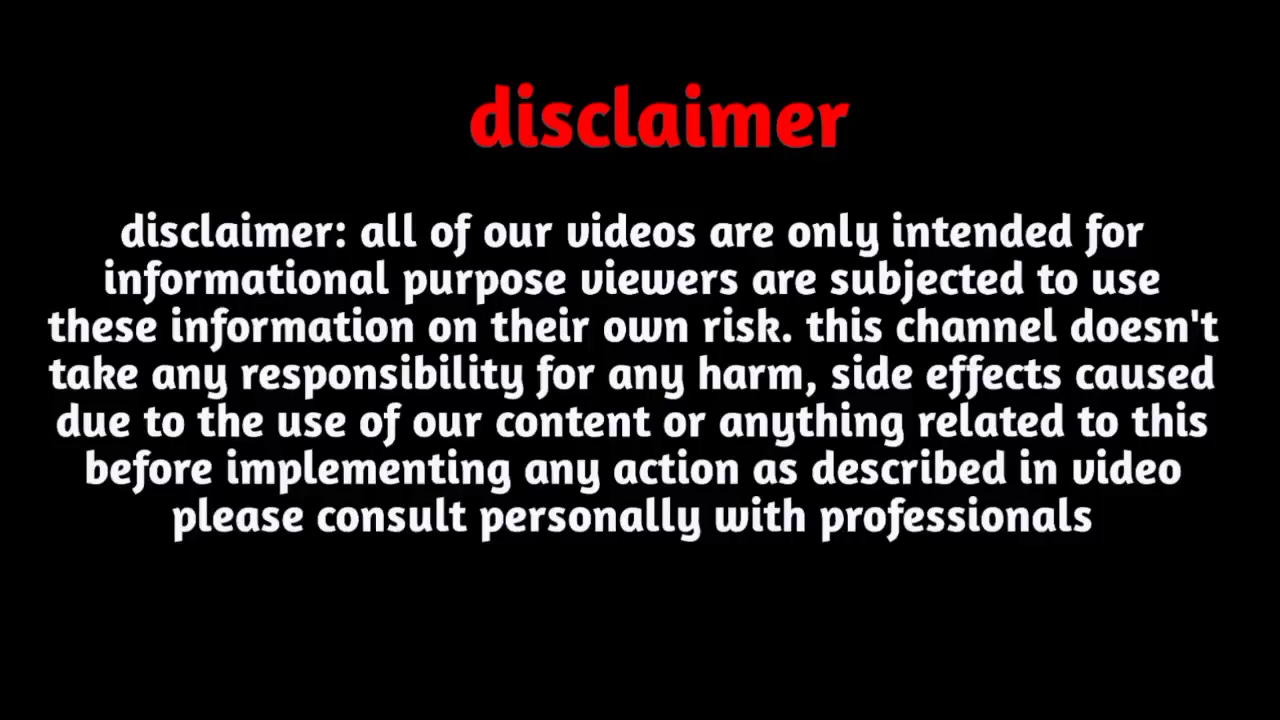 disclaimer
disclaimer: all of our videos are only intended for
informational purpose viewers are subjected to use
these information on their own risk. this channel doesn't
take any responsibility for any harm, side effects caused
due to the use of our content or anything related to this
before implementing any action as described in video
please consult personally with professionals